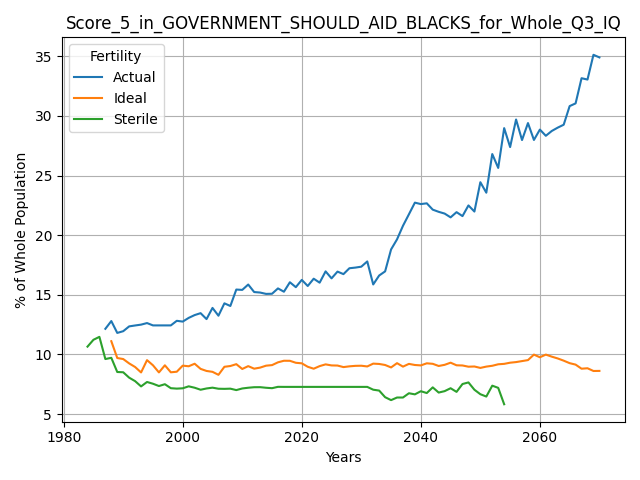 Score_5_in_GOVERNMENT_SHOULD_AID_BLACKS_for_Whole_Q3_IQ
Fertility
Actual
Ideal
Sterile
% of Whole Population
35
30
25
20
15
10
5
1980
2000
2020
2040
2060
Years